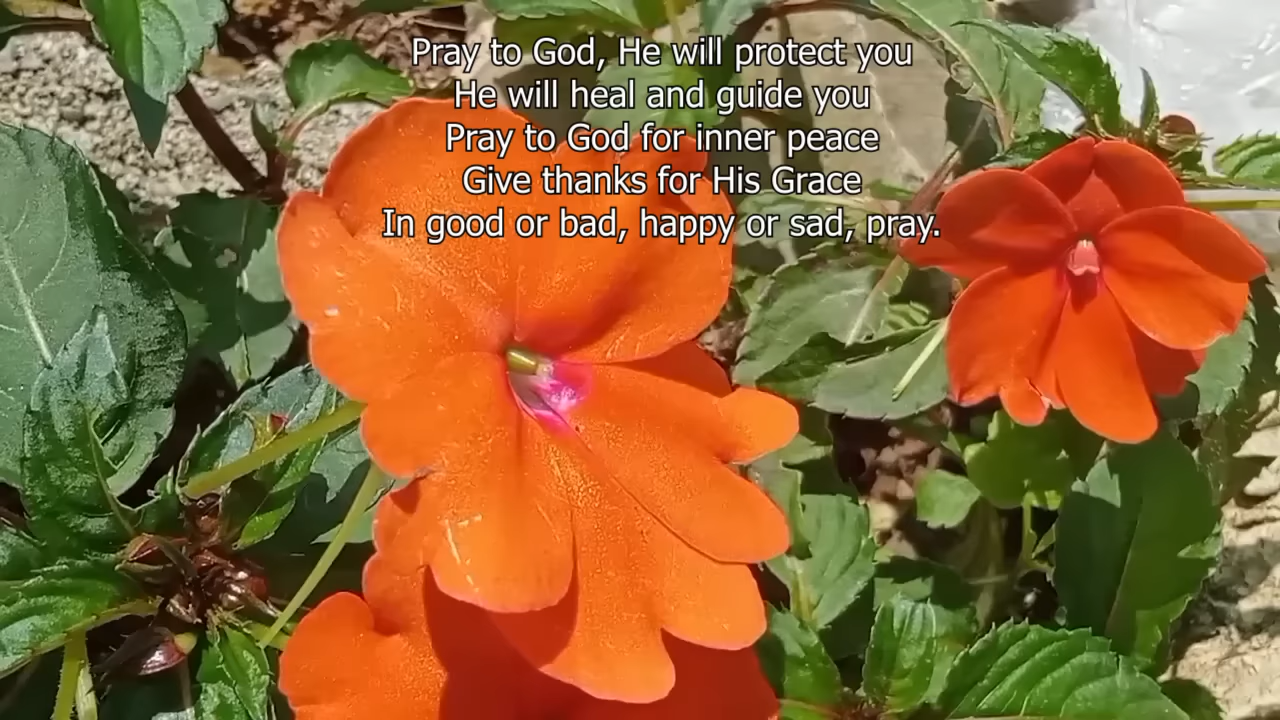 Pray to God, He will protect you
He will heal and guide you
Pray to God for inner peace
Give thanks for His Grace
In good or bad, happy or sad, pray.